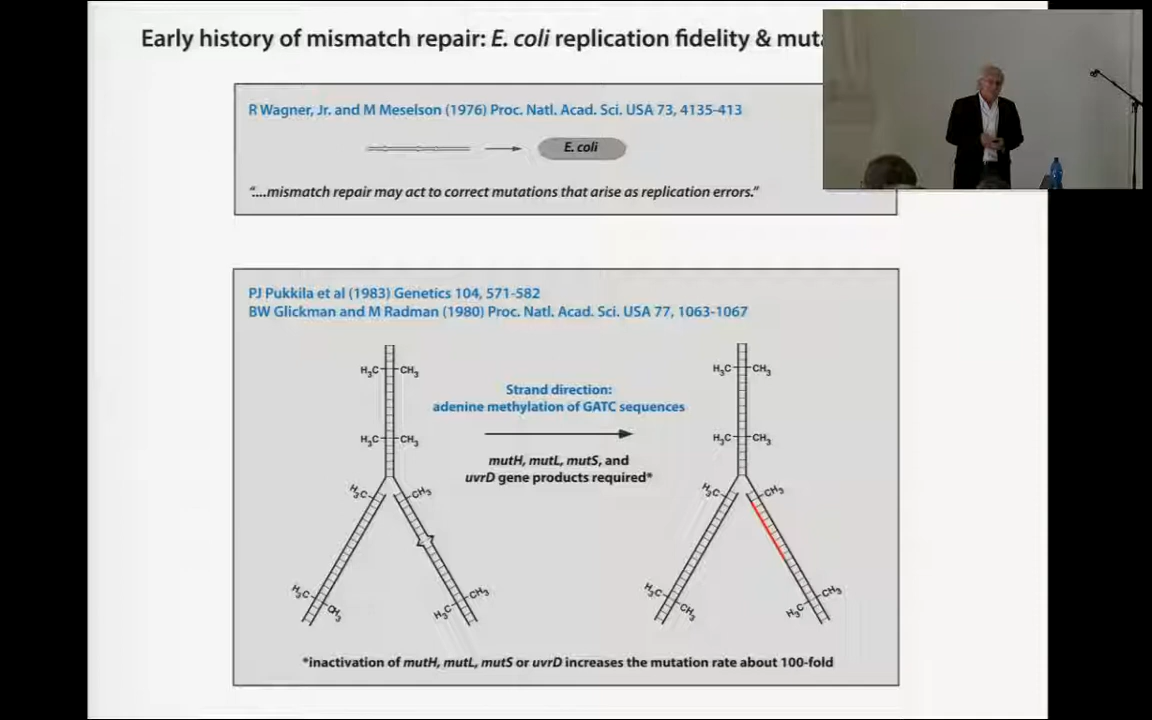 Early history of mismatch repair: E. coli replication fidelity &
R Wagner, Jr. and M Meselson (1976) Proc. Natl. Acad. Sci. USA 73, 4135-413
E. coli
"....mismatch repair may act to correct mutations that arise as replication errors."
PJ Pukkila et al (1983) Genetics 104, 571-582
BW Glickman and M Radman (1980) Proc. Natl. Acad. Sci. USA 77, 1063-1067
H₃C CH₃ H₃C CH₃
Strand direction:
adenine methylation of GATC sequences
H₃C CH₃ H₃C CH₃
mutH, mutL, mutS, and
uvrD gene products required*
H₃C CH₃ H₃C CH₃
H₃C CH₃ H₃C CH₃ H₃C CH₃ H₃C CH₃
*inactivation of mutH, mutL, mutS or uvrD increases the mutation rate about 100-fold